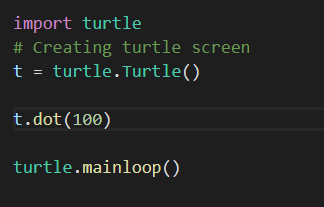 import turtle
# Creating turtle screen
t = turtle.Turtle()
t.dot(100)
turtle.mainloop()